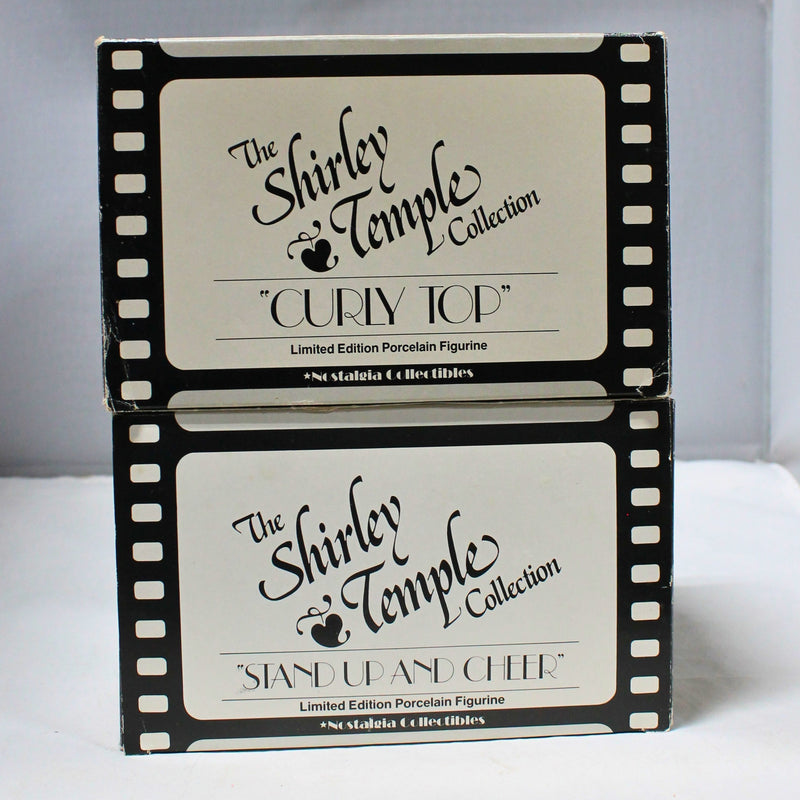 The
Shirley
Temple
Collection
"CURLY TOP"
Limited Edition Porcelain Figurine
★Nostalgia Collectibles
The
Shirley
Temple
Collection
"STAND UP AND CHEER"
Limited Edition Porcelain Figurine
★Nostalgia Collectibles